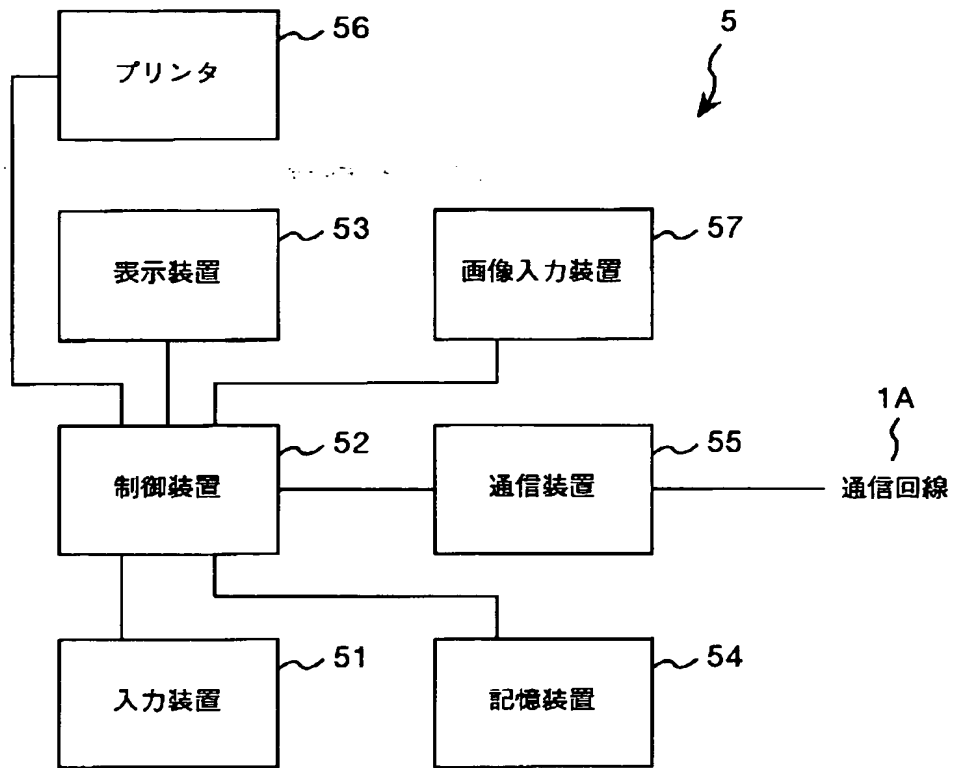 56
5
プリンタ
53
57
表示装置
画像入力装置
1A
52
55
制御装置
通信装置
通信回線
51
54
入力装置
記憶装置